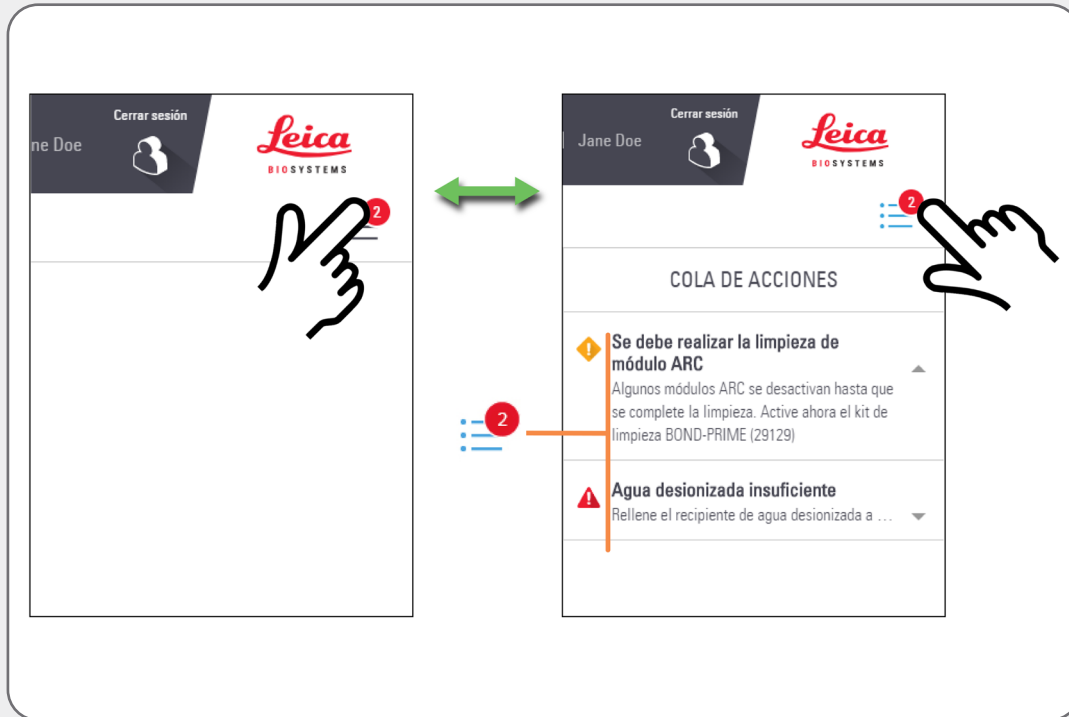 Cerrar sesión
ne Doe
Leica
BIOSYSTEMS
2
Cerrar sesión
Jane Doe
Leica
BIOSYSTEMS
2
COLA DE ACCIONES
Se debe realizar la limpieza de
módulo ARC
Algunos módulos ARC se desactivan hasta que
se complete la limpieza. Active ahora el kit de
limpieza BOND-PRIME (29129)
2
Agua desionizada insuficiente
Rellene el recipiente de agua desionizada a ...